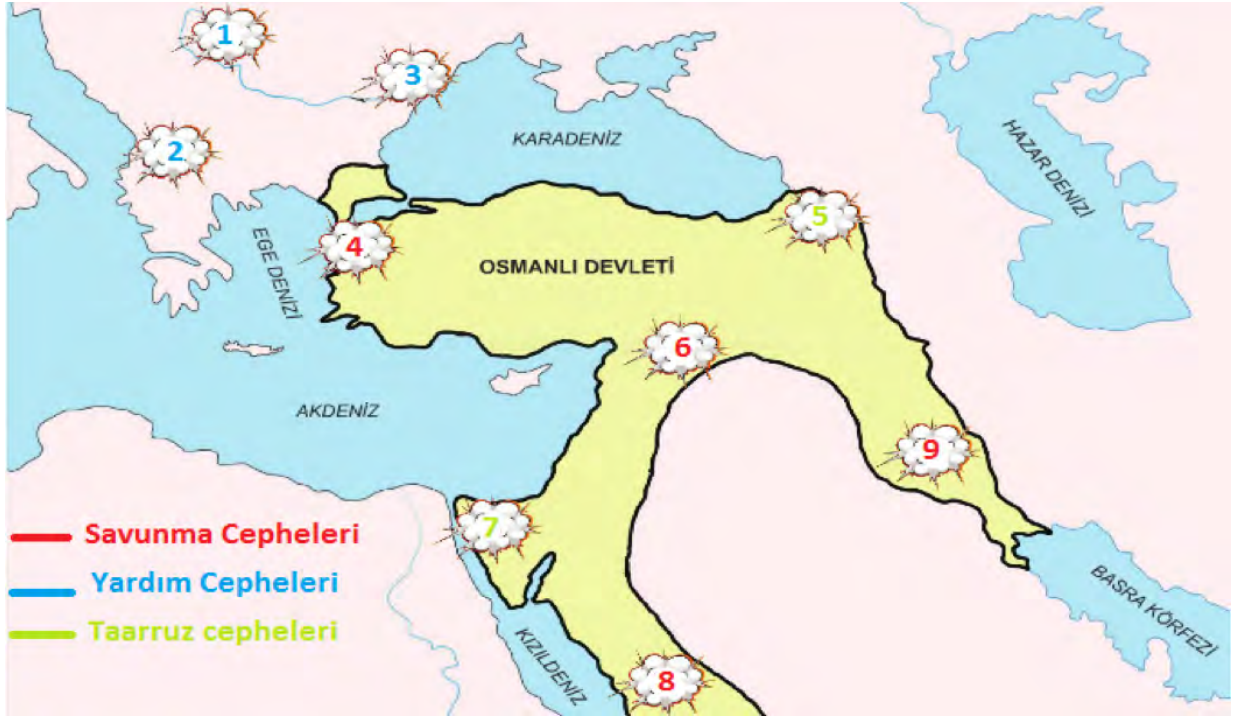 1
3
KARADENİZ
HAZAR DENİZİ
2
5
EGE DENİZİ
4
OSMANLI DEVLETİ
6
AKDENİZ
9
7
Savunma Cepheleri
Yardım Cepheleri
Taarruz cepheleri
BASRA KÖRFEZİ
KIZILDENİZ
8